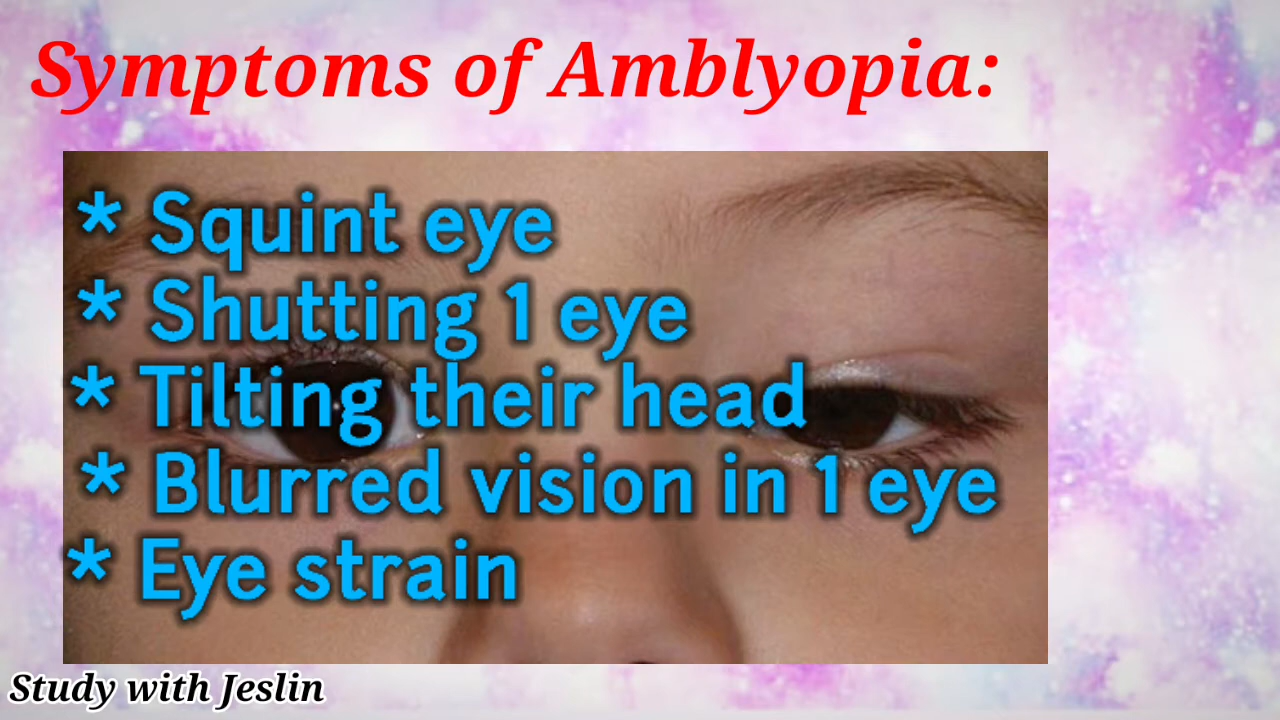 Symptoms of Amblyopia:
* Squint eye
* Shutting 1 eye
* Tilting their head
* Blurred vision in 1 eye
* Eye strain
Study with Jeslin